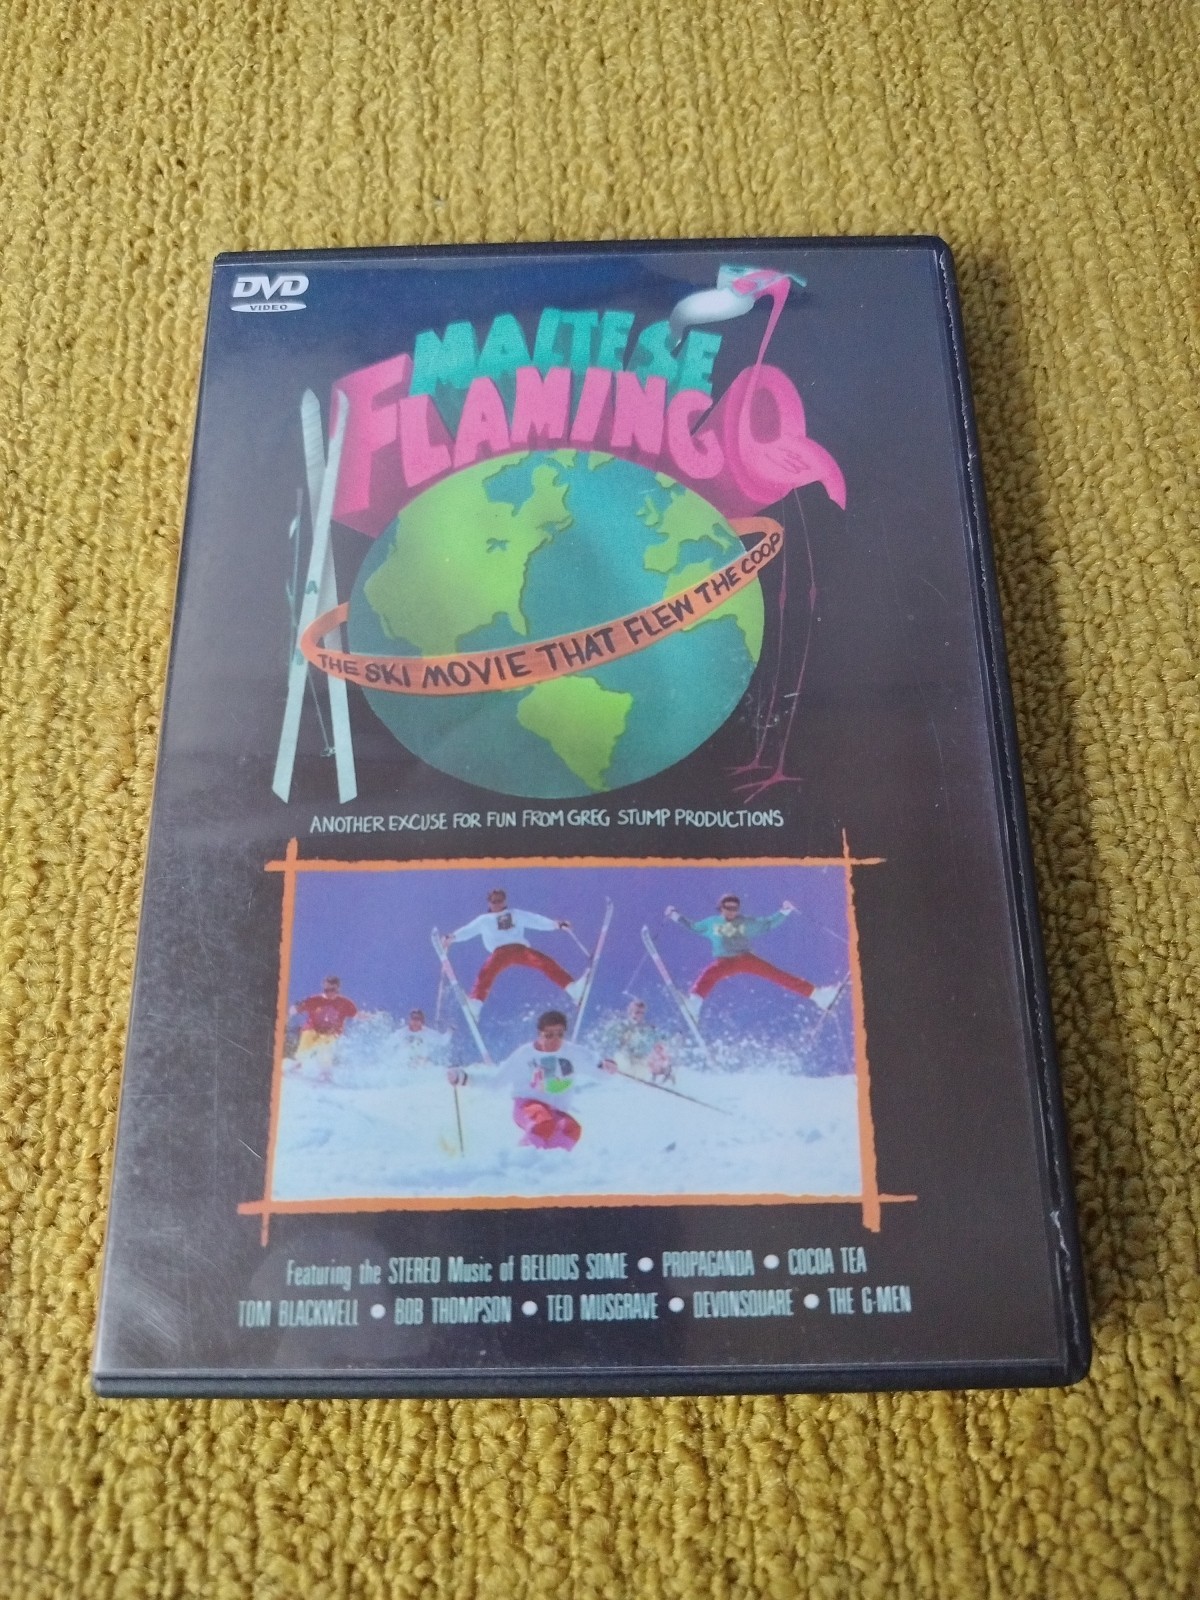 DVD
VIDEO
MALTESE
FLAMINGO
THE SKI MOVIE THAT FLEW THE COOP
ANOTHER EXCUSE FOR FUN FROM GREG STUMP PRODUCTIONS
Featuring the STEREO Music of BELIOUS SOME • PROPAGANDA • COCOA TEA
TOM BLACKWELL • BOB THOMPSON • TED MUSGRAVE • DEVONSQUARE • THE G-MEN